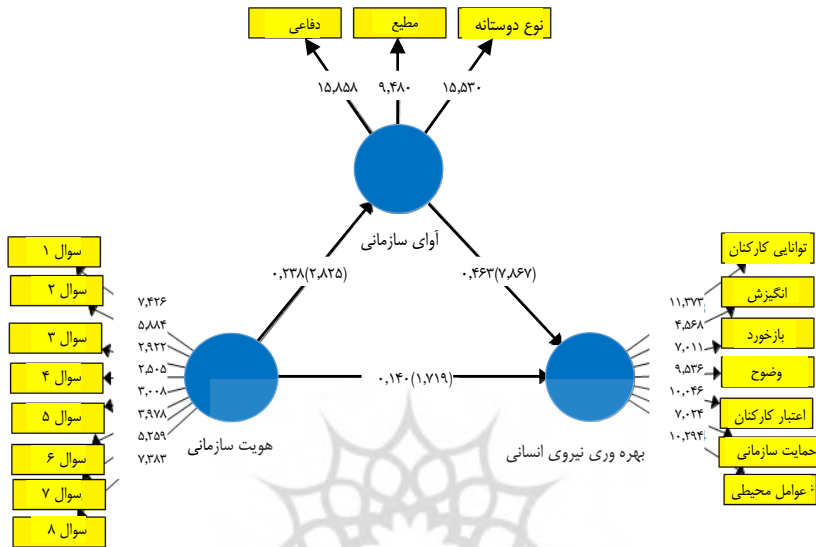 نوع دوستانه
مطیع
دفاعی
۱۵,۵۳۰
۹,۴۸۰
۱۵,۸۵۸
آوای سازمانی
۰,۴۶۳(۷,۸۶۷)
۰,۲۳۸(۲,۸۲۵)
۰,۱۴۰(۱,۷۱۹)
توانایی کارکنان
انگیزش
بازخورد
وضوح
اعتبار کارکنان
حمایت سازمانی
عوامل محیطی
۱۱,۳۷۳
۴,۵۶۸
۷,۰۱۱
۹,۵۳۶
۱۰,۰۴۶
۷,۰۲۴
۱۰,۲۹۴
بهره وری نیروی انسانی
هویت سازمانی
۷,۴۲۶
۵,۸۸۴
۲,۹۲۲
۲,۵۰۵
۳,۰۰۸
۳,۹۷۸
۵,۲۵۹
۷,۳۸۳
سوال ۱
سوال ۲
سوال ۳
سوال ۴
سوال ۵
سوال ۶
سوال ۷
سوال ۸